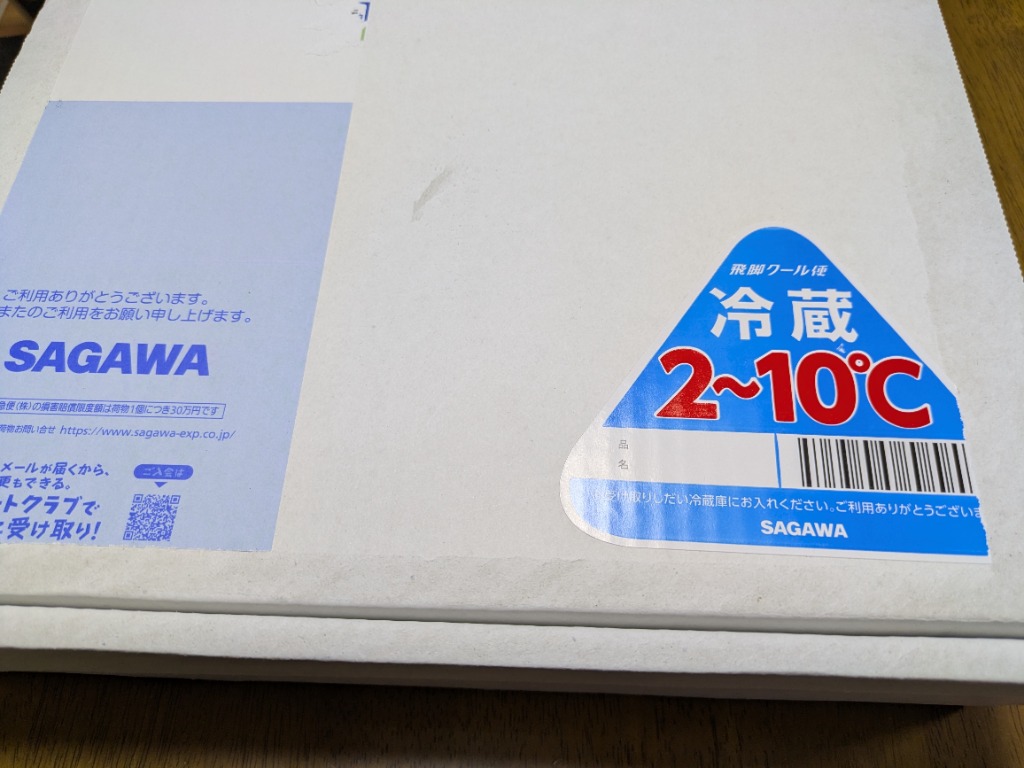 ご利用ありがとうございます。
またのご利用をお願い申し上げます。
SAGAWA
急便(株)の損害賠償限度額は荷物1個につき30万円です
荷物お問い合せ https://www.sagawa-exp.co.jp/
メールが届くから、
更もできる。
ートクラブで
に受け取り!
ご入会は
飛脚クール便
冷蔵
2~10℃
品
名
受け取りしだい冷蔵庫にお入れください。ご利用ありがとうござい
SAGAWA